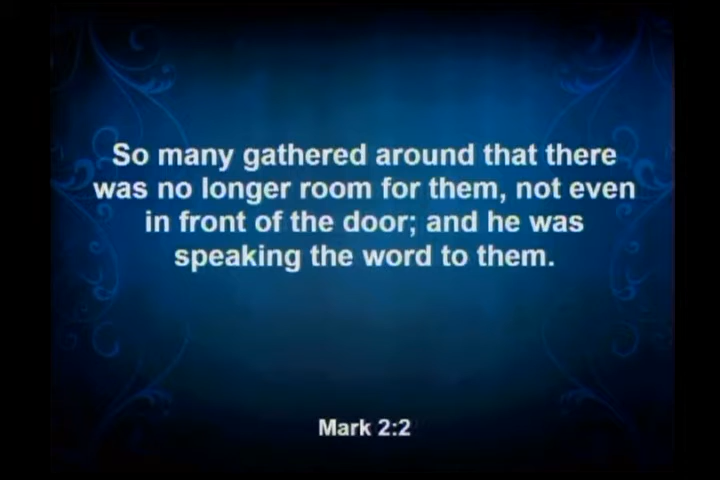 So many gathered around that there
was no longer room for them, not even
in front of the door; and he was
speaking the word to them.
Mark 2:2